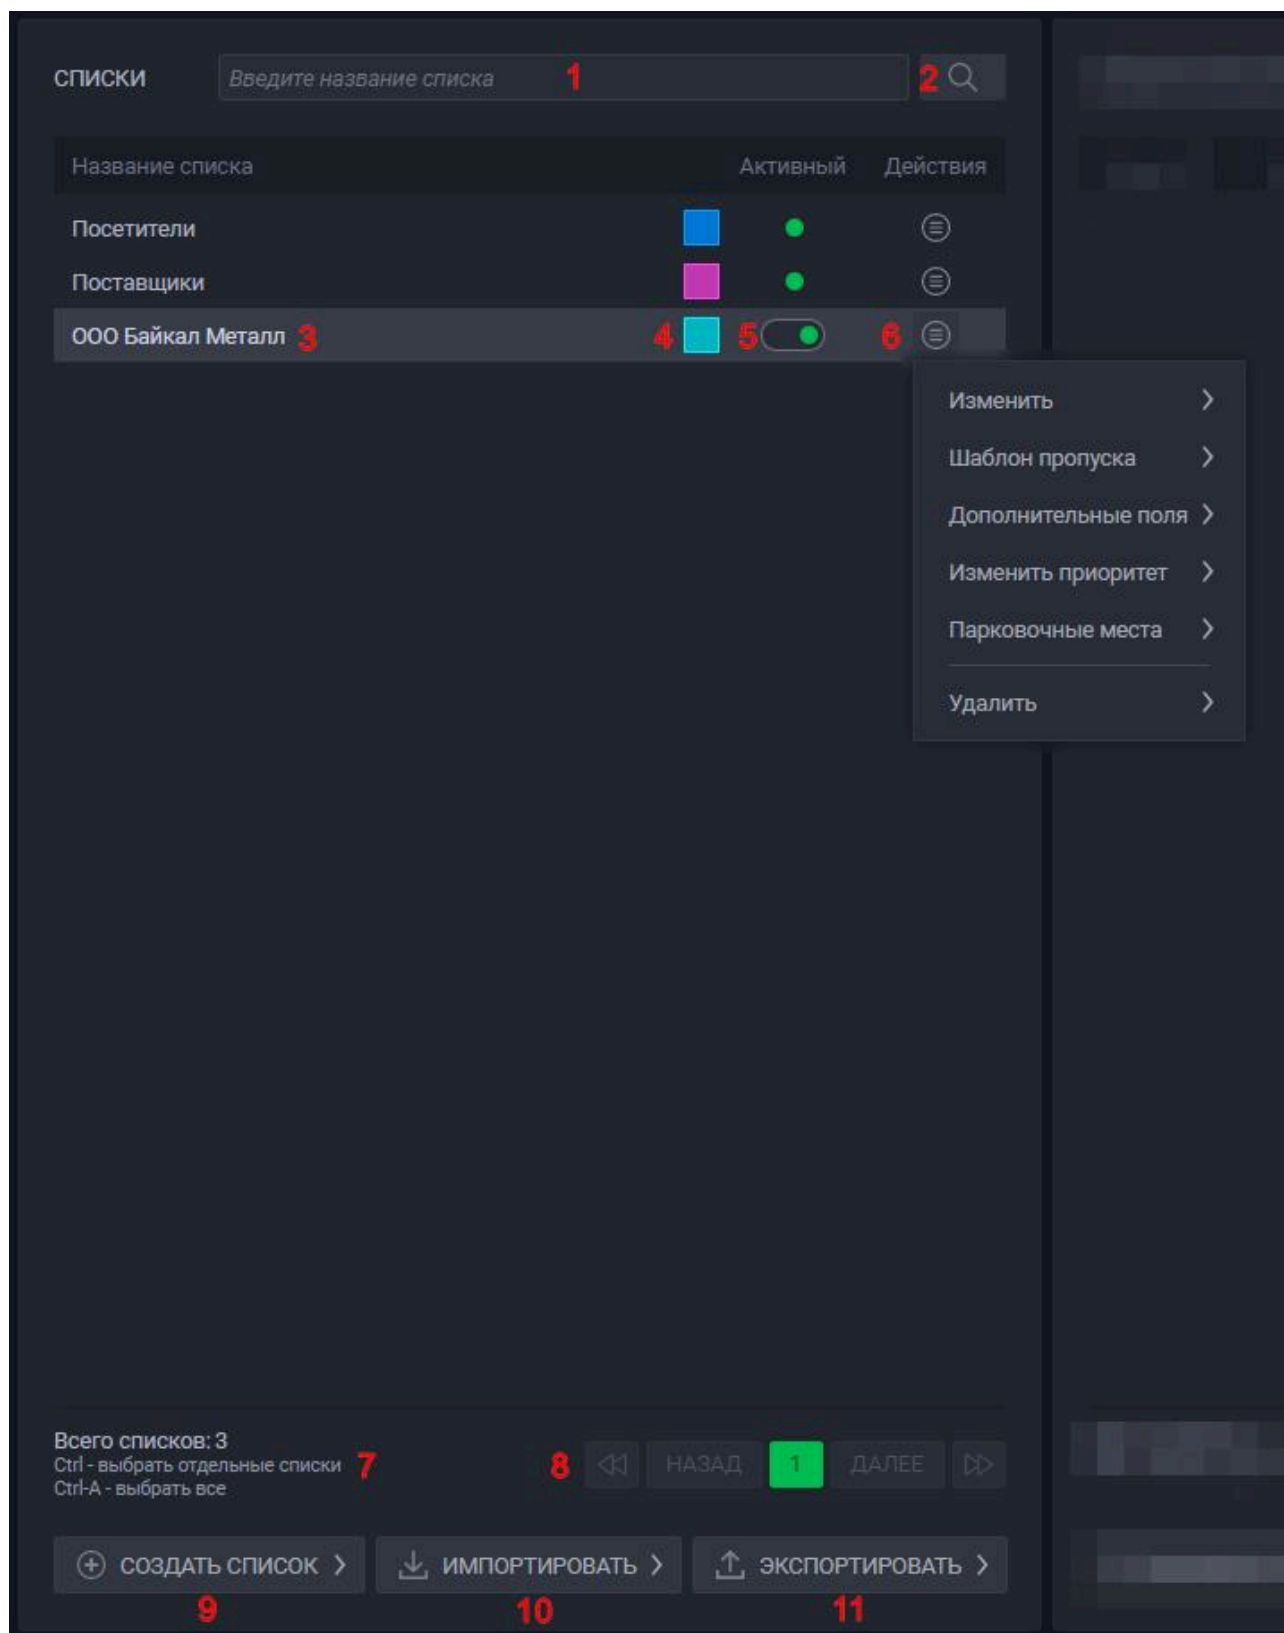 СПИСКИ Введите название списка 1 2
Название списка Активный Действия
Посетители
Поставщики
ООО Байкал Металл 3 4 5 6
Изменить
Шаблон пропуска
Дополнительные поля
Изменить приоритет
Парковочные места
Удалить
Всего списков: 3
Ctrl - выбрать отдельные списки 7
Ctrl-A - выбрать все
8 НАЗАД 1 ДАЛЕЕ
СОЗДАТЬ СПИСОК ИМПОРТИРОВАТЬ ЭКСПОРТИРОВАТЬ
9 10 11